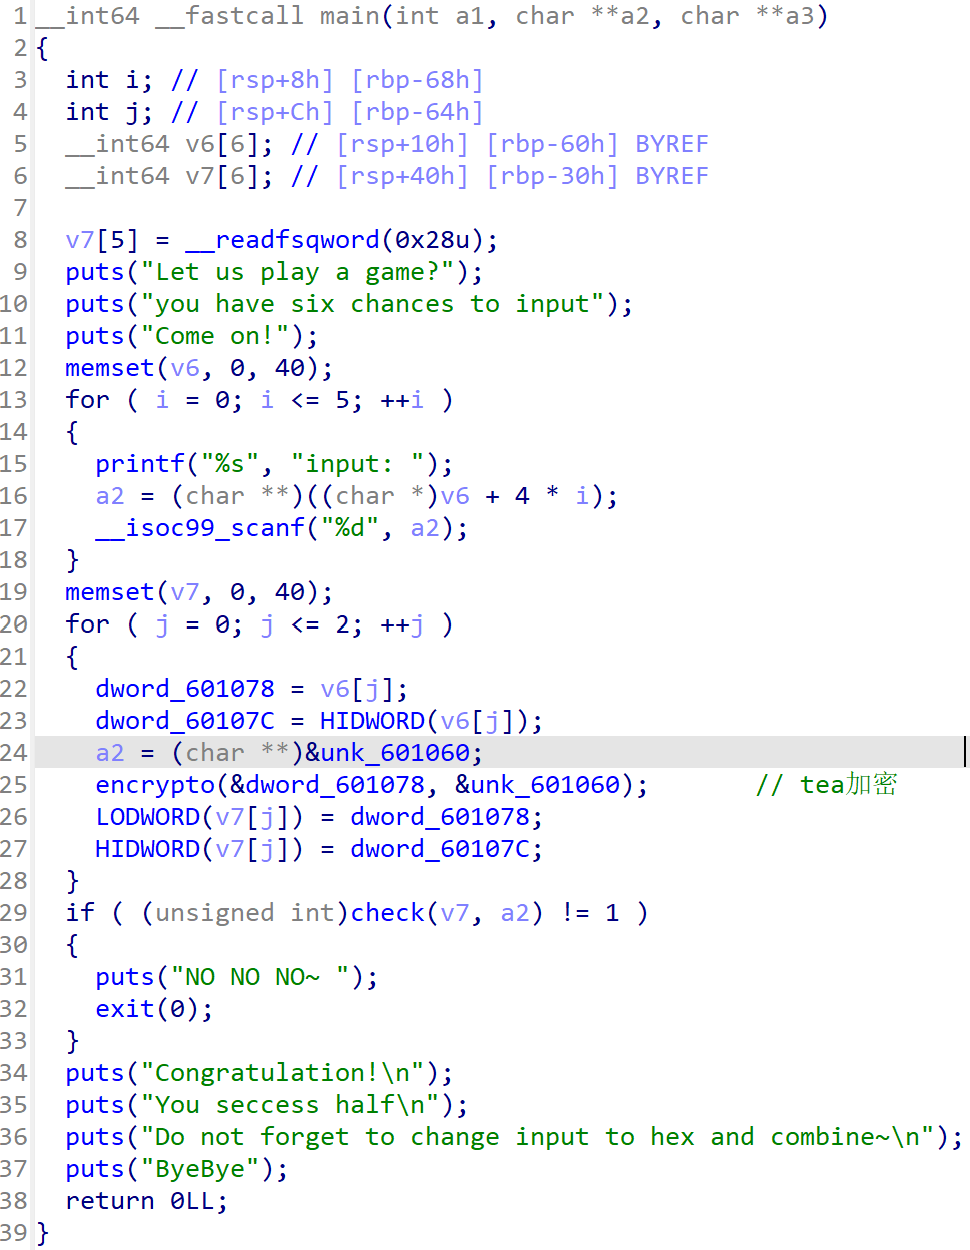 1 __int64 __fastcall main(int a1, char **a2, char **a3)
2 {
3   int i; // [rsp+8h] [rbp-68h]
4   int j; // [rsp+Ch] [rbp-64h]
5   __int64 v6[6]; // [rsp+10h] [rbp-60h] BYREF
6   __int64 v7[6]; // [rsp+40h] [rbp-30h] BYREF
7
8   v7[5] = __readfsqword(0x28u);
9   puts("Let us play a game?");
10   puts("you have six chances to input");
11   puts("Come on!");
12   memset(v6, 0, 40);
13   for ( i = 0; i <= 5; ++i )
14   {
15     printf("%s", "input: ");
16     a2 = (char **)((char *)v6 + 4 * i);
17     __isoc99_scanf("%d", a2);
18   }
19   memset(v7, 0, 40);
20   for ( j = 0; j <= 2; ++j )
21   {
22     dword_601078 = v6[j];
23     dword_60107C = HIDWORD(v6[j]);
24     a2 = (char **)&unk_601060;
25     encrypto(&dword_601078, &unk_601060);       // tea加密
26     LODWORD(v7[j]) = dword_601078;
27     HIDWORD(v7[j]) = dword_60107C;
28   }
29   if ( (unsigned int)check(v7, a2) != 1 )
30   {
31     puts("NO NO NO~ ");
32     exit(0);
33   }
34   puts("Congratulation!\n");
35   puts("You seccess half\n");
36   puts("Do not forget to change input to hex and combine~\n");
37   puts("ByeBye");
38   return 0LL;
39 }